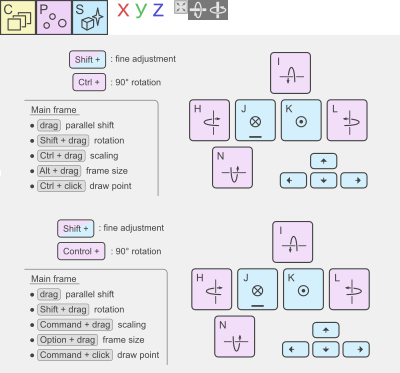 C P S x y z
Shift + : fine adjustment
Ctrl + : 90° rotation
Main frame
• drag parallel shift
• Shift + drag rotation
• Ctrl + drag scaling
• Alt + drag frame size
• Ctrl + click draw point
I
H J K L
N
Shift + : fine adjustment
Control + : 90° rotation
Main frame
• drag parallel shift
• Shift + drag rotation
• Command + drag scaling
• Option + drag frame size
• Command + click draw point
I
H J K L
N